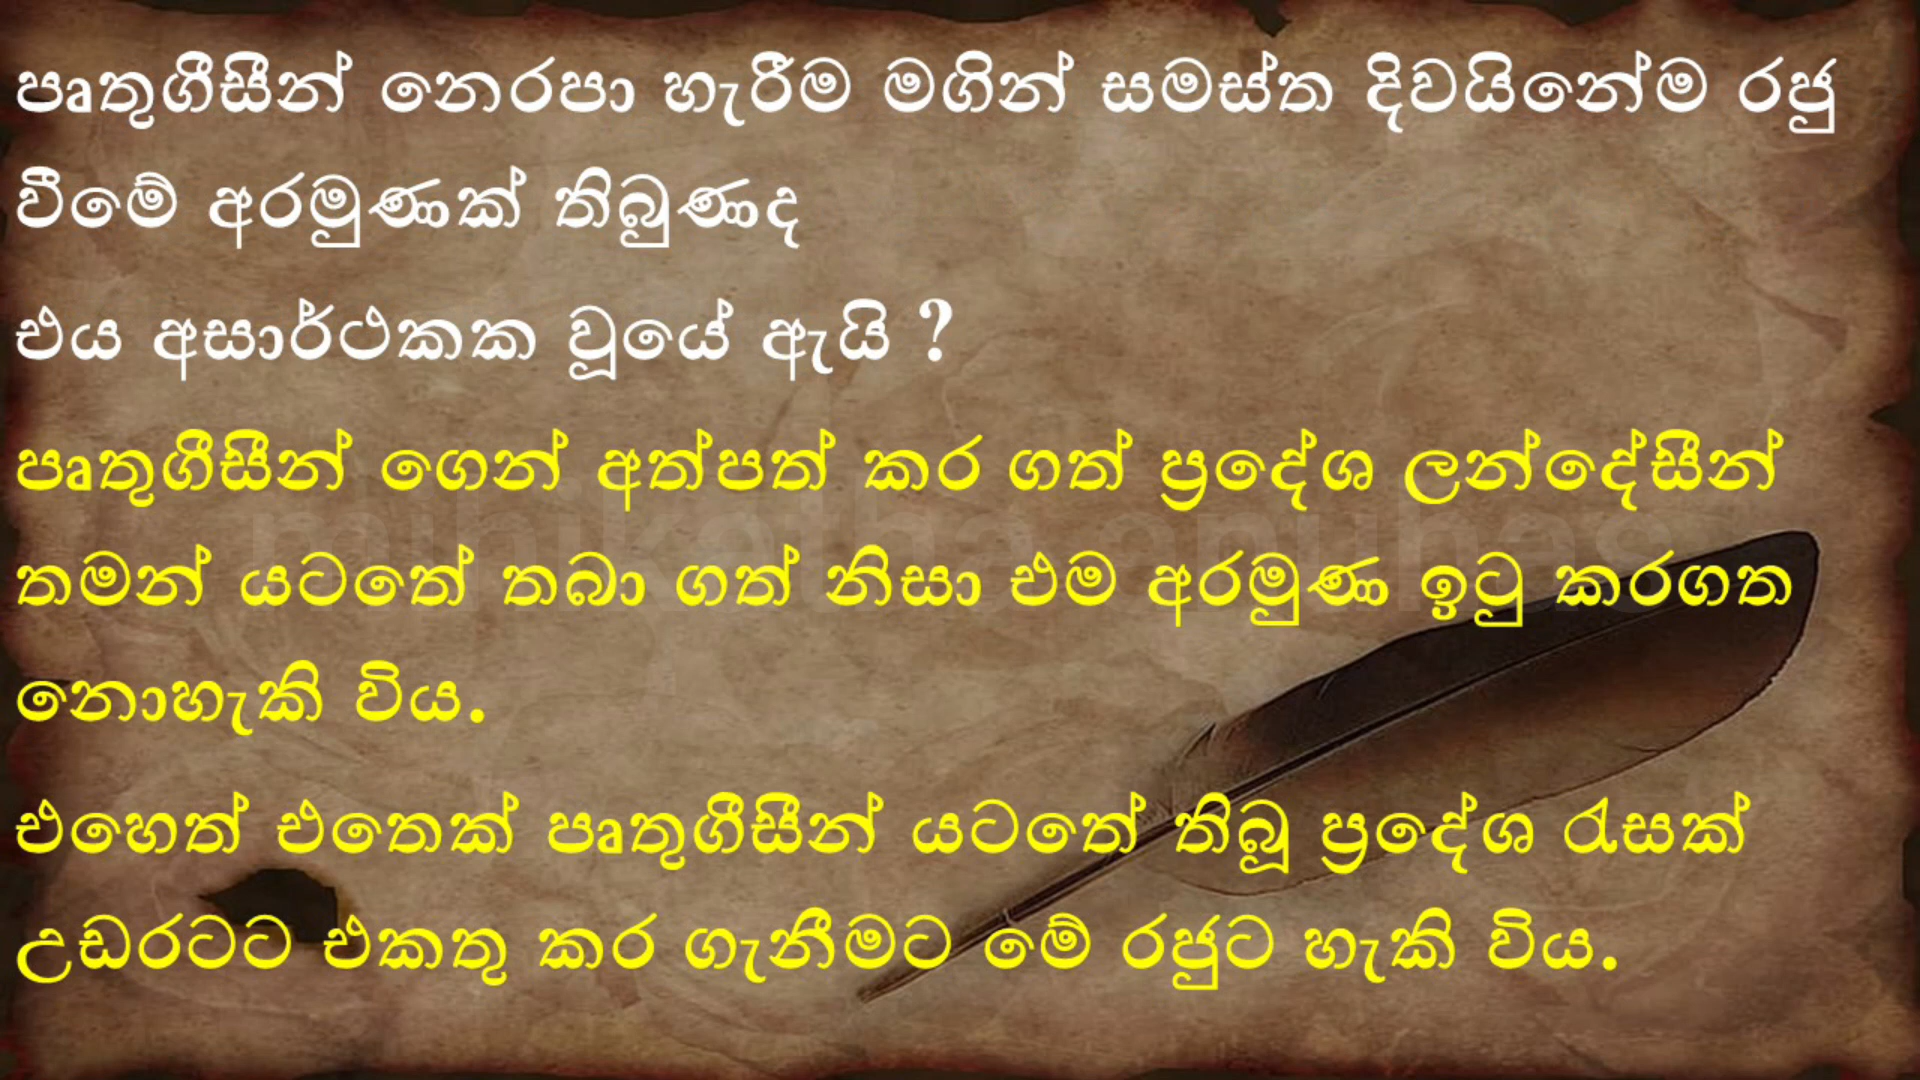 පෘතුගීසීන් නෙරපා හැරීම මගින් සමස්ත දිවයිනේම රජු
වීමේ අරමුණක් තිබුණද
එය අසාර්ථකක වූයේ ඇයි ?
පෘතුගීසීන් ගෙන් අත්පත් කර ගත් ප්‍රදේශ ලන්දේසීන්
තමන් යටතේ තබා ගත් නිසා එම අරමුණ ඉටු කරගත
නොහැකි විය.
එහෙත් එතෙක් පෘතුගීසීන් යටතේ තිබූ ප්‍රදේශ රැසක්
උඩරටට එකතු කර ගැනීමට මේ රජුට හැකි විය.